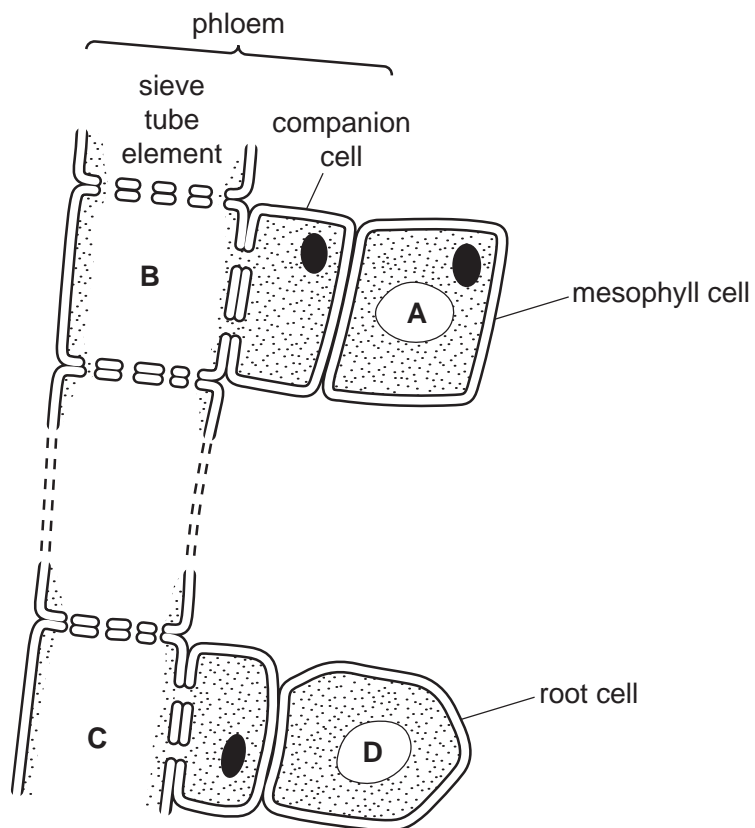 phloem
sieve
tube
element
companion
cell
B
A
mesophyll cell
root cell
C
D